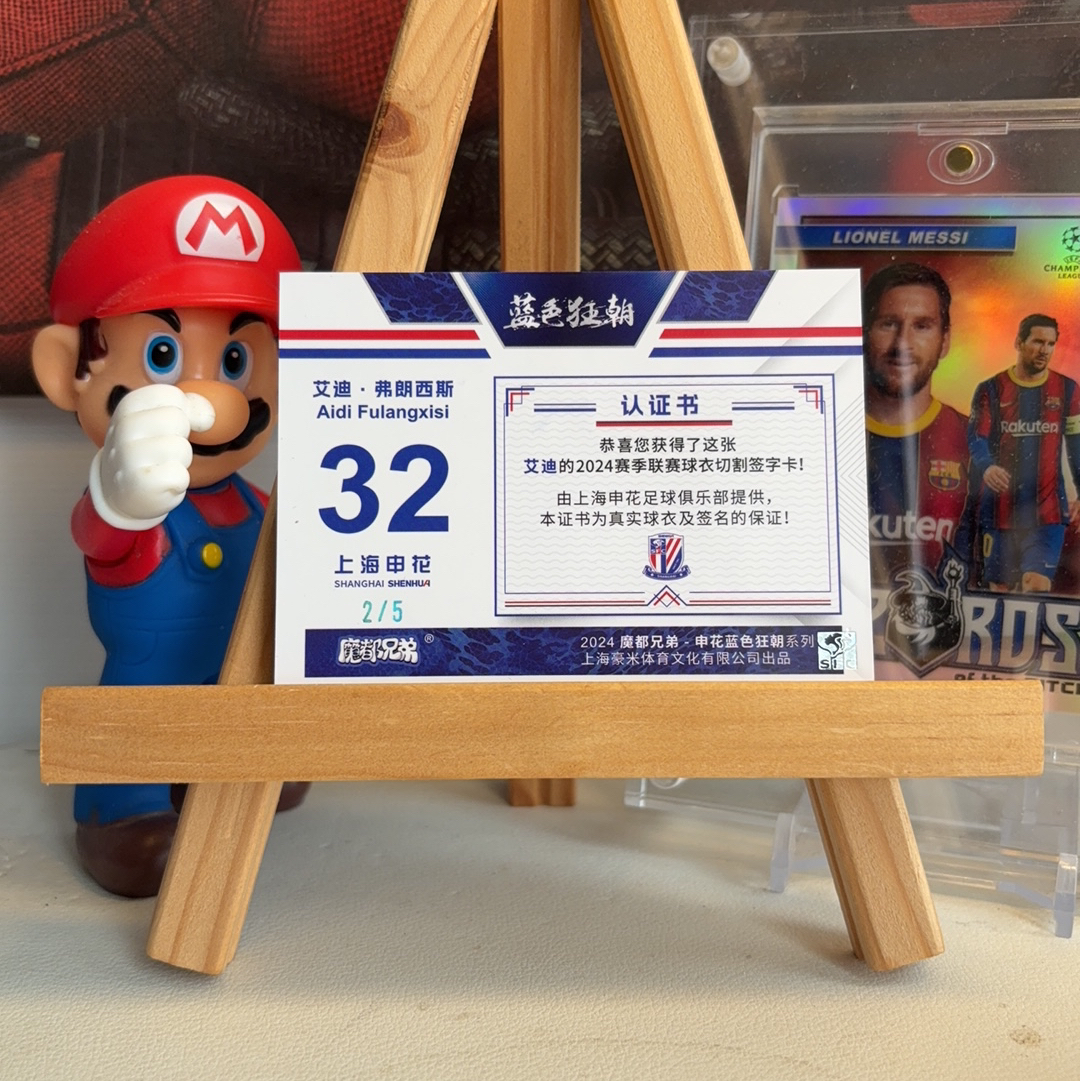 M
LIONEL MESSI
CHAMP
LEAGUE
蓝色狂朝
艾迪·弗朗西斯
Aidi Fulangxisi
32
上海申花
SHANGHAI SHENHUA
2/5
认证书
恭喜您获得了这张
艾迪的2024赛季联赛球衣切割签字卡!
由上海申花足球俱乐部提供,
本证书为真实球衣及签名的保证!
魔都兄弟®
2024 魔都兄弟 - 申花蓝色狂朝系列
上海豪米体育文化有限公司出品
Rakuten
kuten
RDS